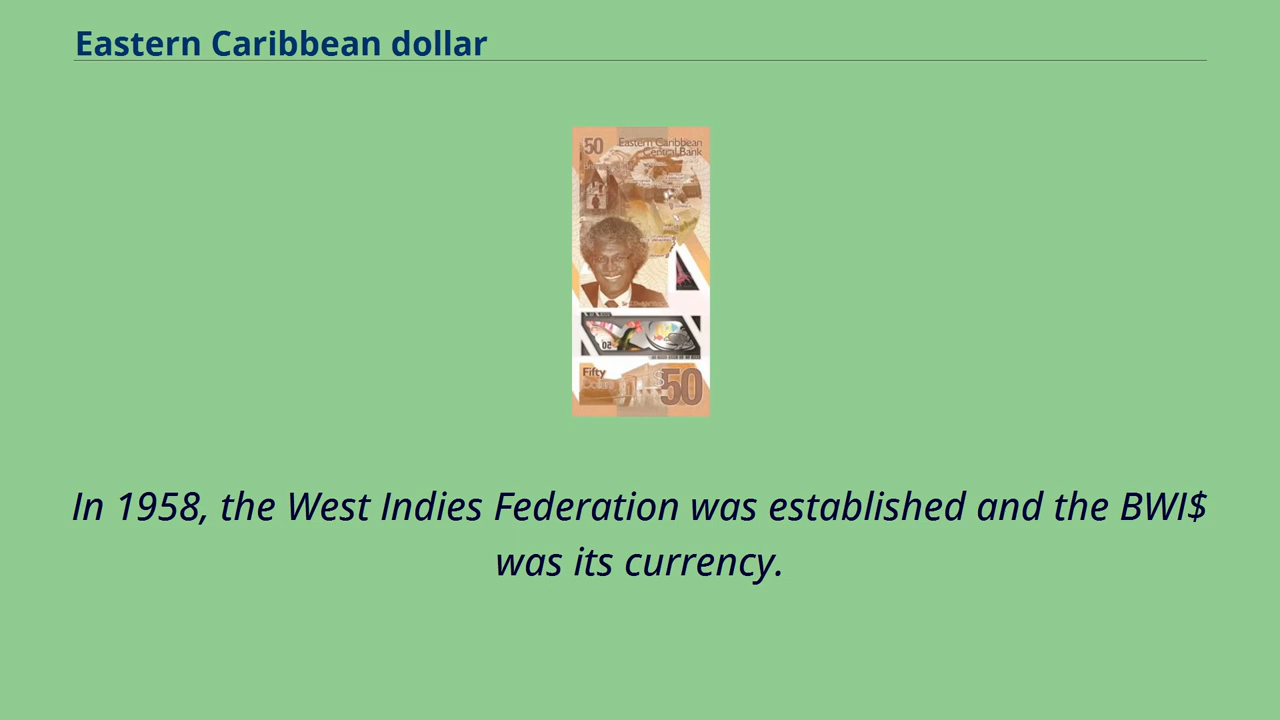 Eastern Caribbean dollar
50
Eastern Caribbean
Central Bank
Fifty
Dollars
$50
In 1958, the West Indies Federation was established and the BWI$
was its currency.